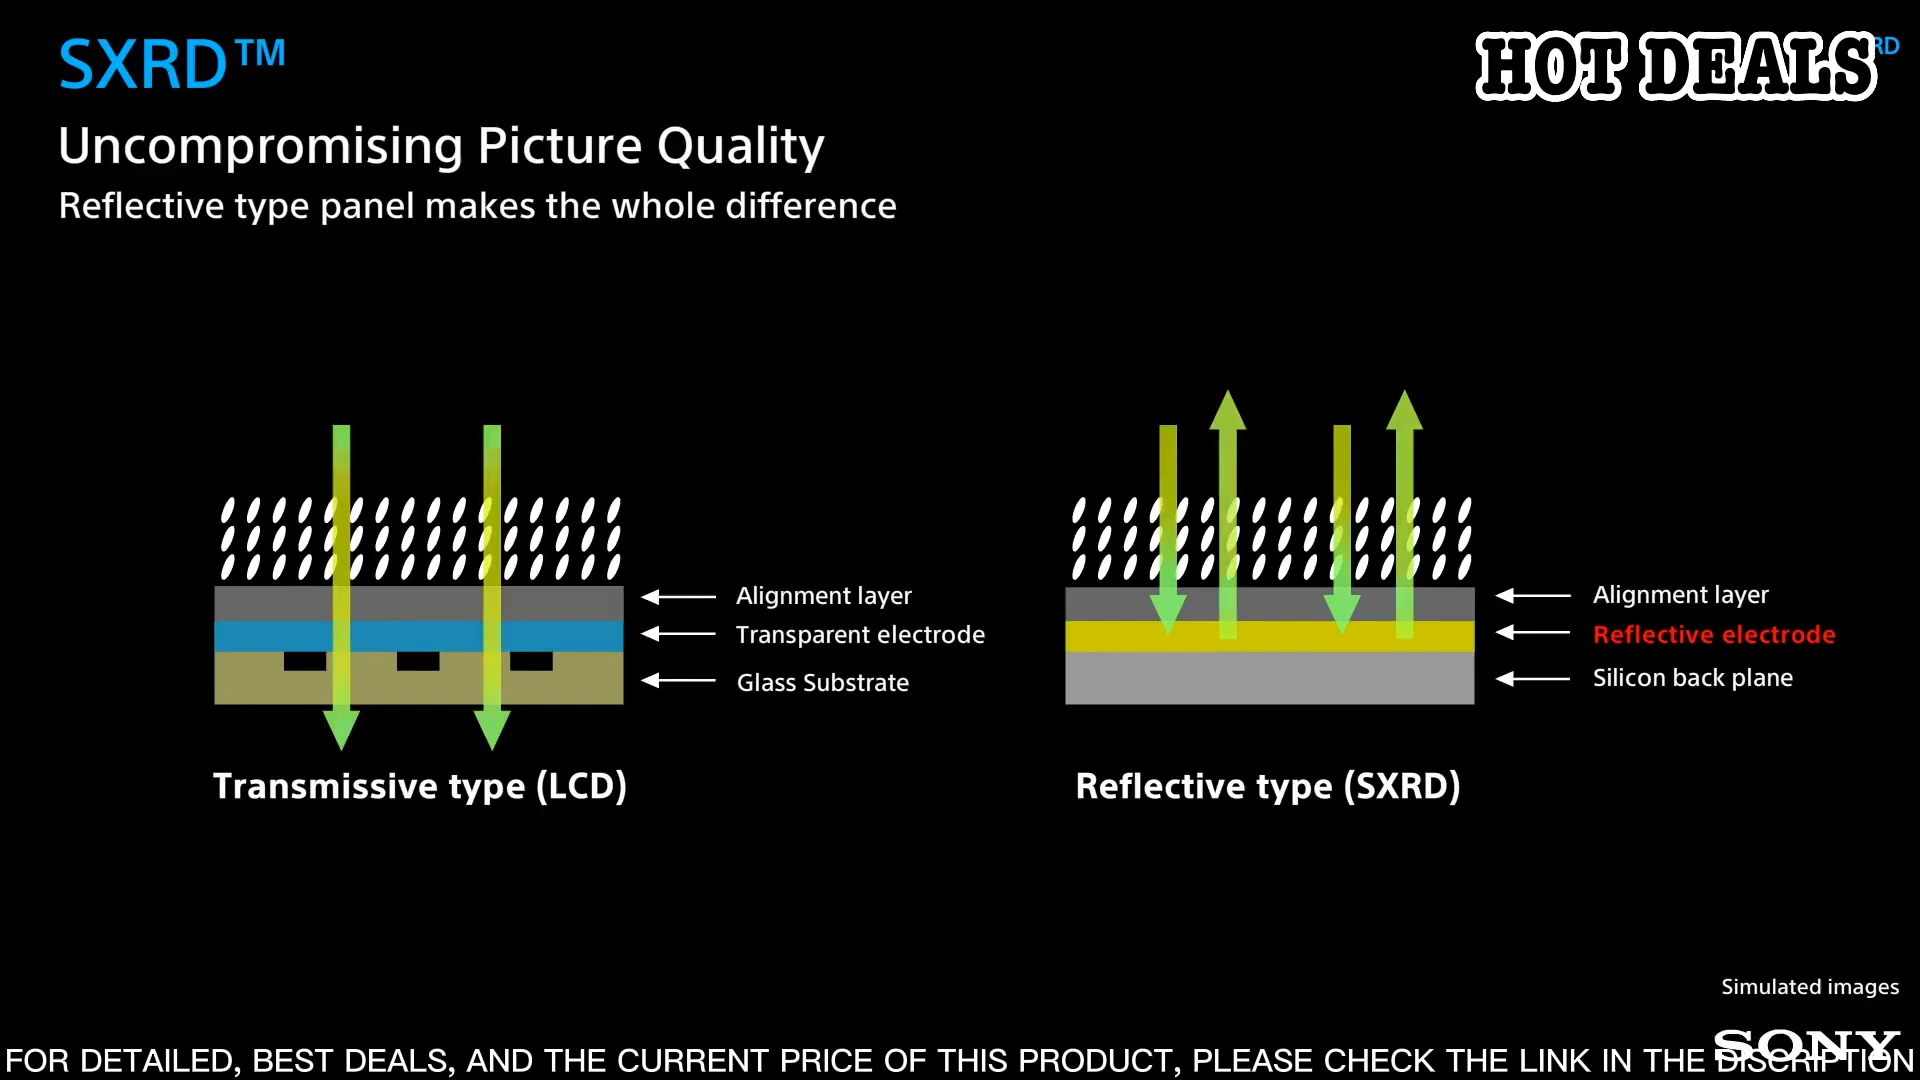 SXRD™
HOT DEALS
RD
Uncompromising Picture Quality
Reflective type panel makes the whole difference
Alignment layer
Transparent electrode
Glass Substrate
Transmissive type (LCD)
Alignment layer
Reflective electrode
Silicon back plane
Reflective type (SXRD)
Simulated images
SONY
FOR DETAILED, BEST DEALS, AND THE CURRENT PRICE OF THIS PRODUCT, PLEASE CHECK THE LINK IN THE DISCRIPTION